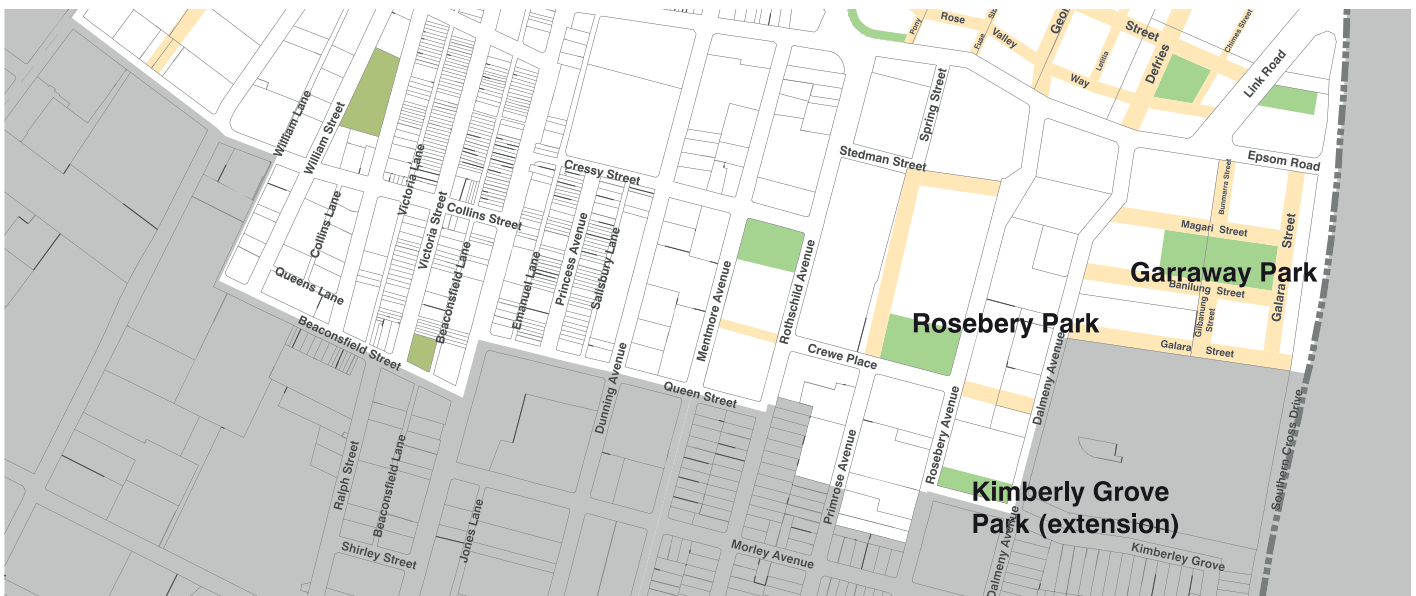 Rose
Valley
Way
Pony
Fuse
Leititia
Street
Defries
Chimes Street
Link Road
Epsom Road
William Lane
William Street
Victoria Lane
Cressy Street
Stedman Street
Spring Street
Bunmarra Street
Collins Lane
Victoria Street
Collins Street
Beaconsfield Lane
Emanuel Lane
Princess Avenue
Salisbury Lane
Mentmore Avenue
Rothschild Avenue
Magari Street
Garraway Park
Banilung Street
Galara Street
Gilbanung Street
Queens Lane
Beaconsfield Street
Rosebery Park
Crewe Place
Galara Street
Dunning Avenue
Queen Street
Dalmeny Avenue
Rosebery Avenue
Southern Cross Drive
Ralph Street
Beaconsfield Lane
Jones Lane
Shirley Street
Primrose Avenue
Morley Avenue
Kimberly Grove
Park (extension)
Dalmeny Avenue
Kimberley Grove